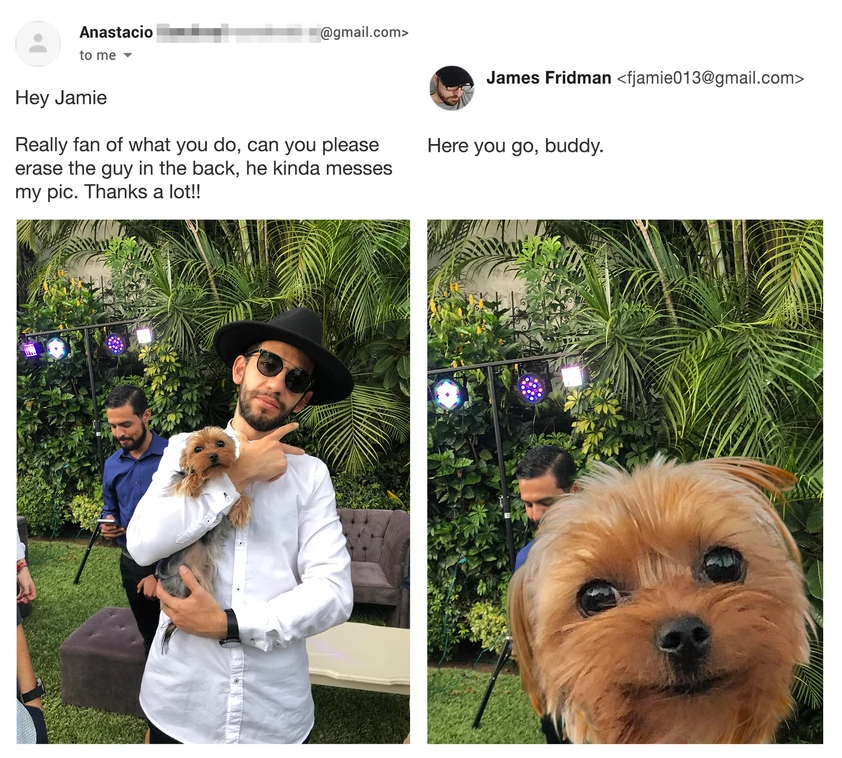 Anastacio @gmail.com>
to me
Hey Jamie
Really fan of what you do, can you please
erase the guy in the back, he kinda messes
my pic. Thanks a lot!!
James Fridman <fjamie013@gmail.com>
Here you go, buddy.